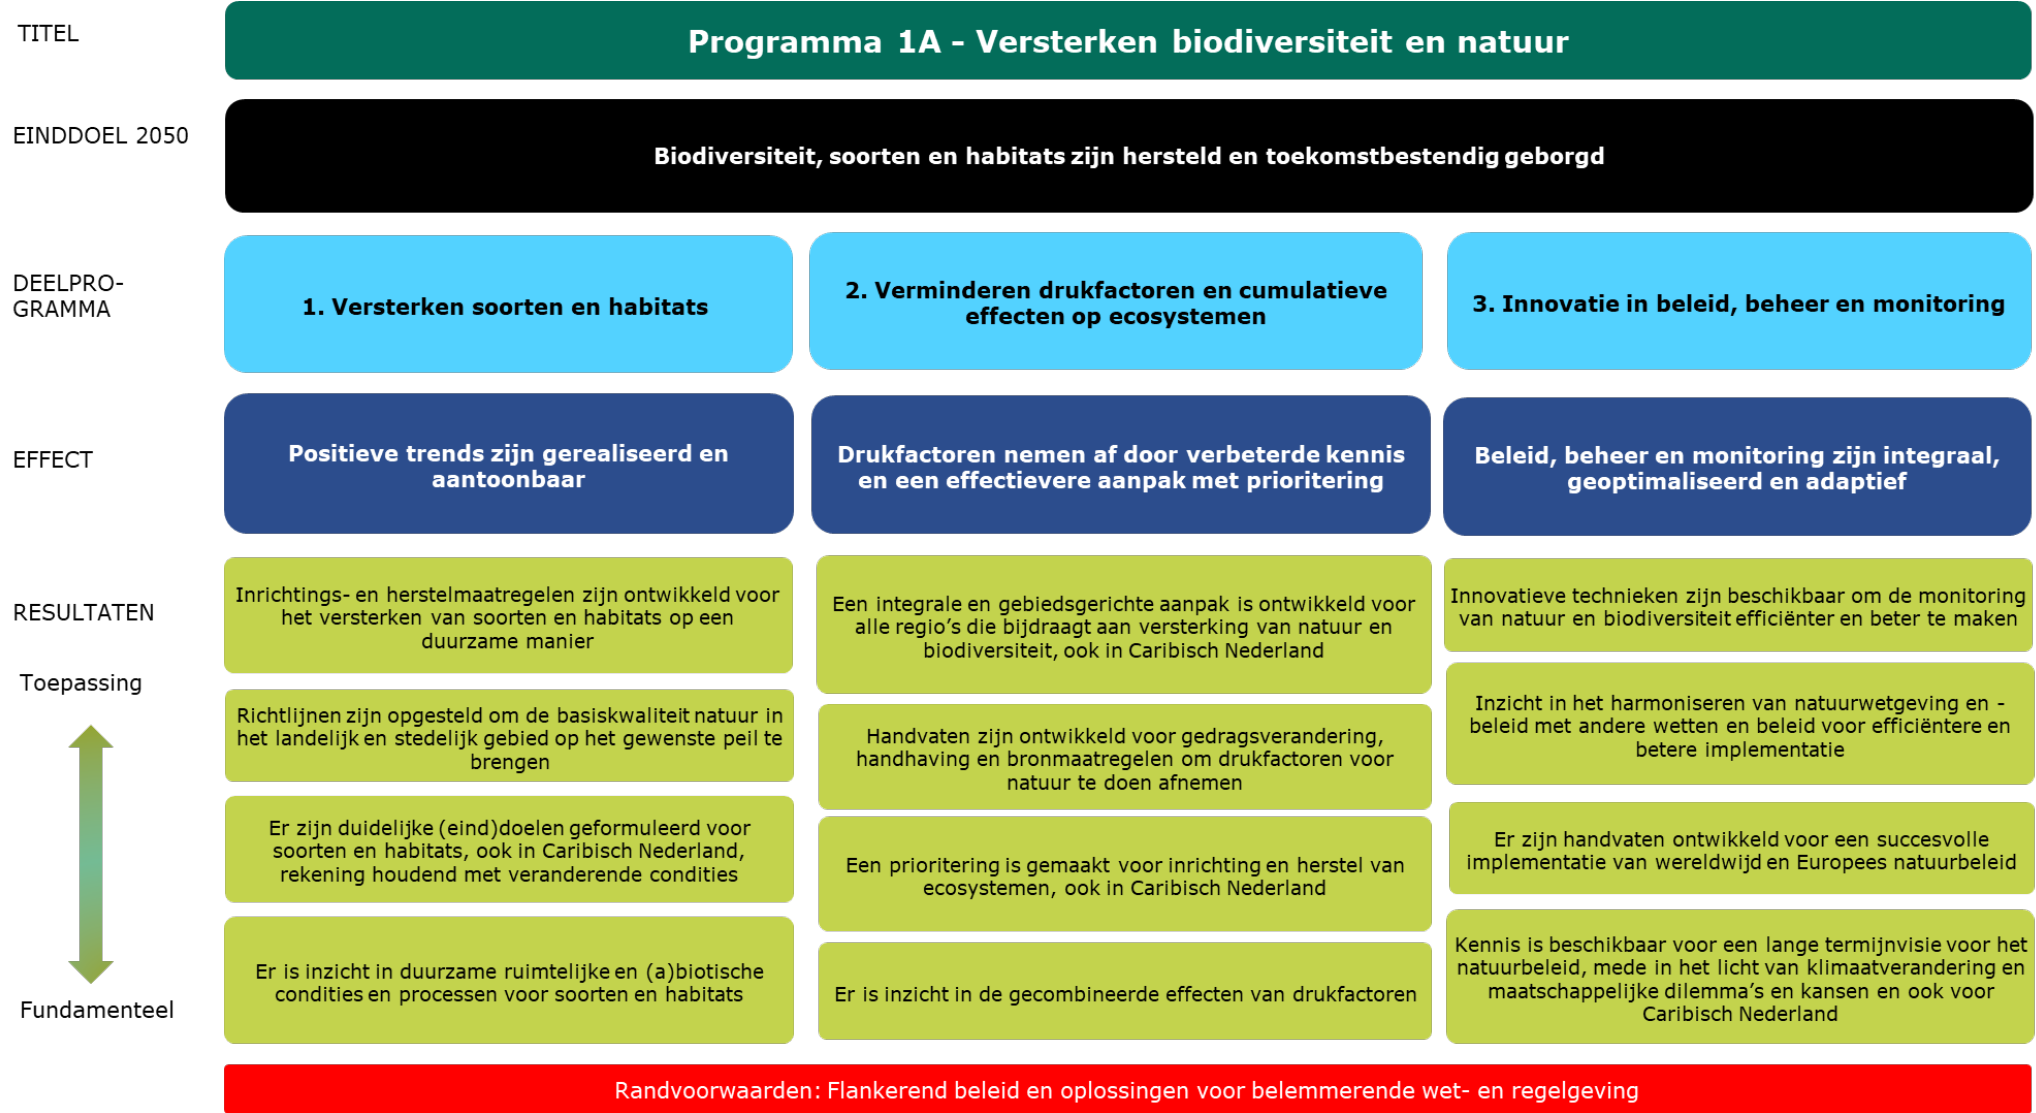 TITEL
Programma 1A - Versterken biodiversiteit en natuur
EINDDOEL 2050
Biodiversiteit, soorten en habitats zijn hersteld en toekomstbestendig geborgd
DEELPRO-
GRAMMA
1. Versterken soorten en habitats
2. Verminderen drukfactoren en cumulatieve
effecten op ecosystemen
3. Innovatie in beleid, beheer en monitoring
EFFECT
Positieve trends zijn gerealiseerd en
aantoonbaar
Drukfactoren nemen af door verbeterde kennis
en een effectievere aanpak met prioritering
Beleid, beheer en monitoring zijn integraal,
geoptimaliseerd en adaptief
RESULTATEN
Toepassing
Fundamenteel
Inrichtings- en herstelmaatregelen zijn ontwikkeld voor
het versterken van soorten en habitats op een
duurzame manier
Richtlijnen zijn opgesteld om de basiskwaliteit natuur in
het landelijk en stedelijk gebied op het gewenste peil te
brengen
Er zijn duidelijke (eind)doelen geformuleerd voor
soorten en habitats, ook in Caribisch Nederland,
rekening houdend met veranderende condities
Er is inzicht in duurzame ruimtelijke en (a)biotische
condities en processen voor soorten en habitats
Een integrale en gebiedsgerichte aanpak is ontwikkeld voor
alle regio's die bijdraagt aan versterking van natuur en
biodiversiteit, ook in Caribisch Nederland
Handvaten zijn ontwikkeld voor gedragsverandering,
handhaving en bronmaatregelen om drukfactoren voor
natuur te doen afnemen
Een prioritering is gemaakt voor inrichting en herstel van
ecosystemen, ook in Caribisch Nederland
Er is inzicht in de gecombineerde effecten van drukfactoren
Innovatieve technieken zijn beschikbaar om de monitoring
van natuur en biodiversiteit efficiënter en beter te maken
Inzicht in het harmoniseren van natuurwetgeving en -
beleid met andere wetten en beleid voor efficiëntere en
betere implementatie
Er zijn handvaten ontwikkeld voor een succesvolle
implementatie van wereldwijd en Europees natuurbeleid
Kennis is beschikbaar voor een lange termijnvisie voor het
natuurbeleid, mede in het licht van klimaatverandering en
maatschappelijke dilemma's en kansen en ook voor
Caribisch Nederland
Randvoorwaarden: Flankerend beleid en oplossingen voor belemmerende wet- en regelgeving